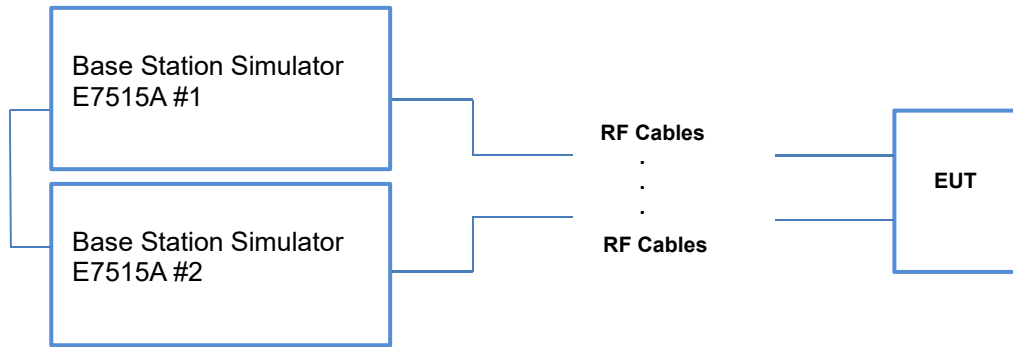 Base Station Simulator
E7515A #1
RF Cables
.
.
.
RF Cables
EUT
Base Station Simulator
E7515A #2